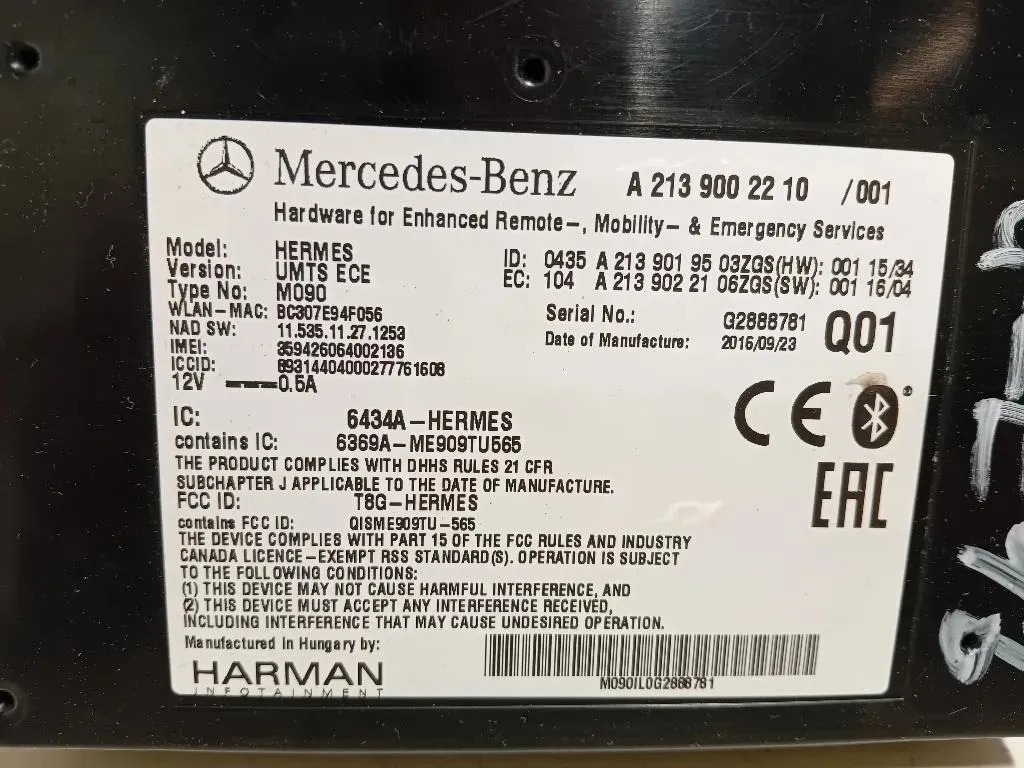 Mercedes-Benz A 213 900 22 10 /001
Hardware for Enhanced Remote-, Mobility- & Emergency Services
Model: HERMES
Version: UMTS ECE
Type No: M090
WLAN-MAC: BC307E94F056
NAD SW: 11.535.11.27.1253
IMEI: 359426064002136
ICCID: 89314404000277761608
12V 0.5A
ID: 0435 A 213 901 95 03ZGS(HW): 001 15/34
EC: 104 A 213 902 21 06ZGS(SW): 001 16/04
Serial No.: G2888781
Date of Manufacture: 2016/09/23
Q01
IC: 6434A-HERMES
contains IC: 6369A-ME909TU565
THE PRODUCT COMPLIES WITH DHHS RULES 21 CFR
SUBCHAPTER J APPLICABLE TO THE DATE OF MANUFACTURE.
FCC ID: T8G-HERMES
contains FCC ID: QISME909TU-565
THE DEVICE COMPLIES WITH PART 15 OF THE FCC RULES AND INDUSTRY
CANADA LICENCE-EXEMPT RSS STANDARD(S). OPERATION IS SUBJECT
TO THE FOLLOWING CONDITIONS:
(1) THIS DEVICE MAY NOT CAUSE HARMFUL INTERFERENCE, AND
(2) THIS DEVICE MUST ACCEPT ANY INTERFERENCE RECEIVED,
INCLUDING INTERFERENCE THAT MAY CAUSE UNDESIRED OPERATION.
CE
EAC
Manufactured In Hungary by:
HARMAN
INFOTAINMENT
M090IL0G2888781